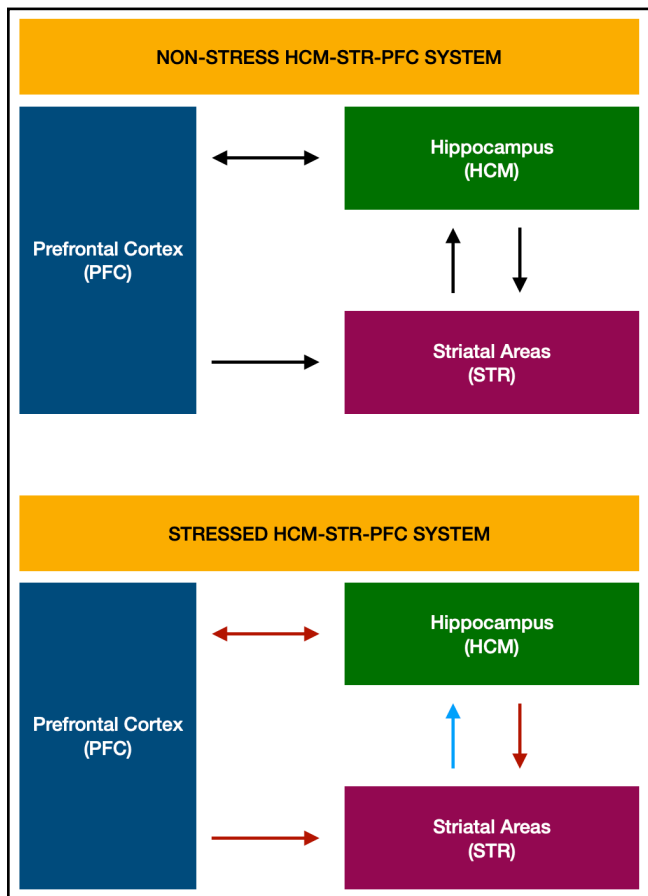 NON-STRESS HCM-STR-PFC SYSTEM
Prefrontal Cortex
(PFC)
Hippocampus
(HCM)
Striatal Areas
(STR)
STRESSED HCM-STR-PFC SYSTEM
Prefrontal Cortex
(PFC)
Hippocampus
(HCM)
Striatal Areas
(STR)